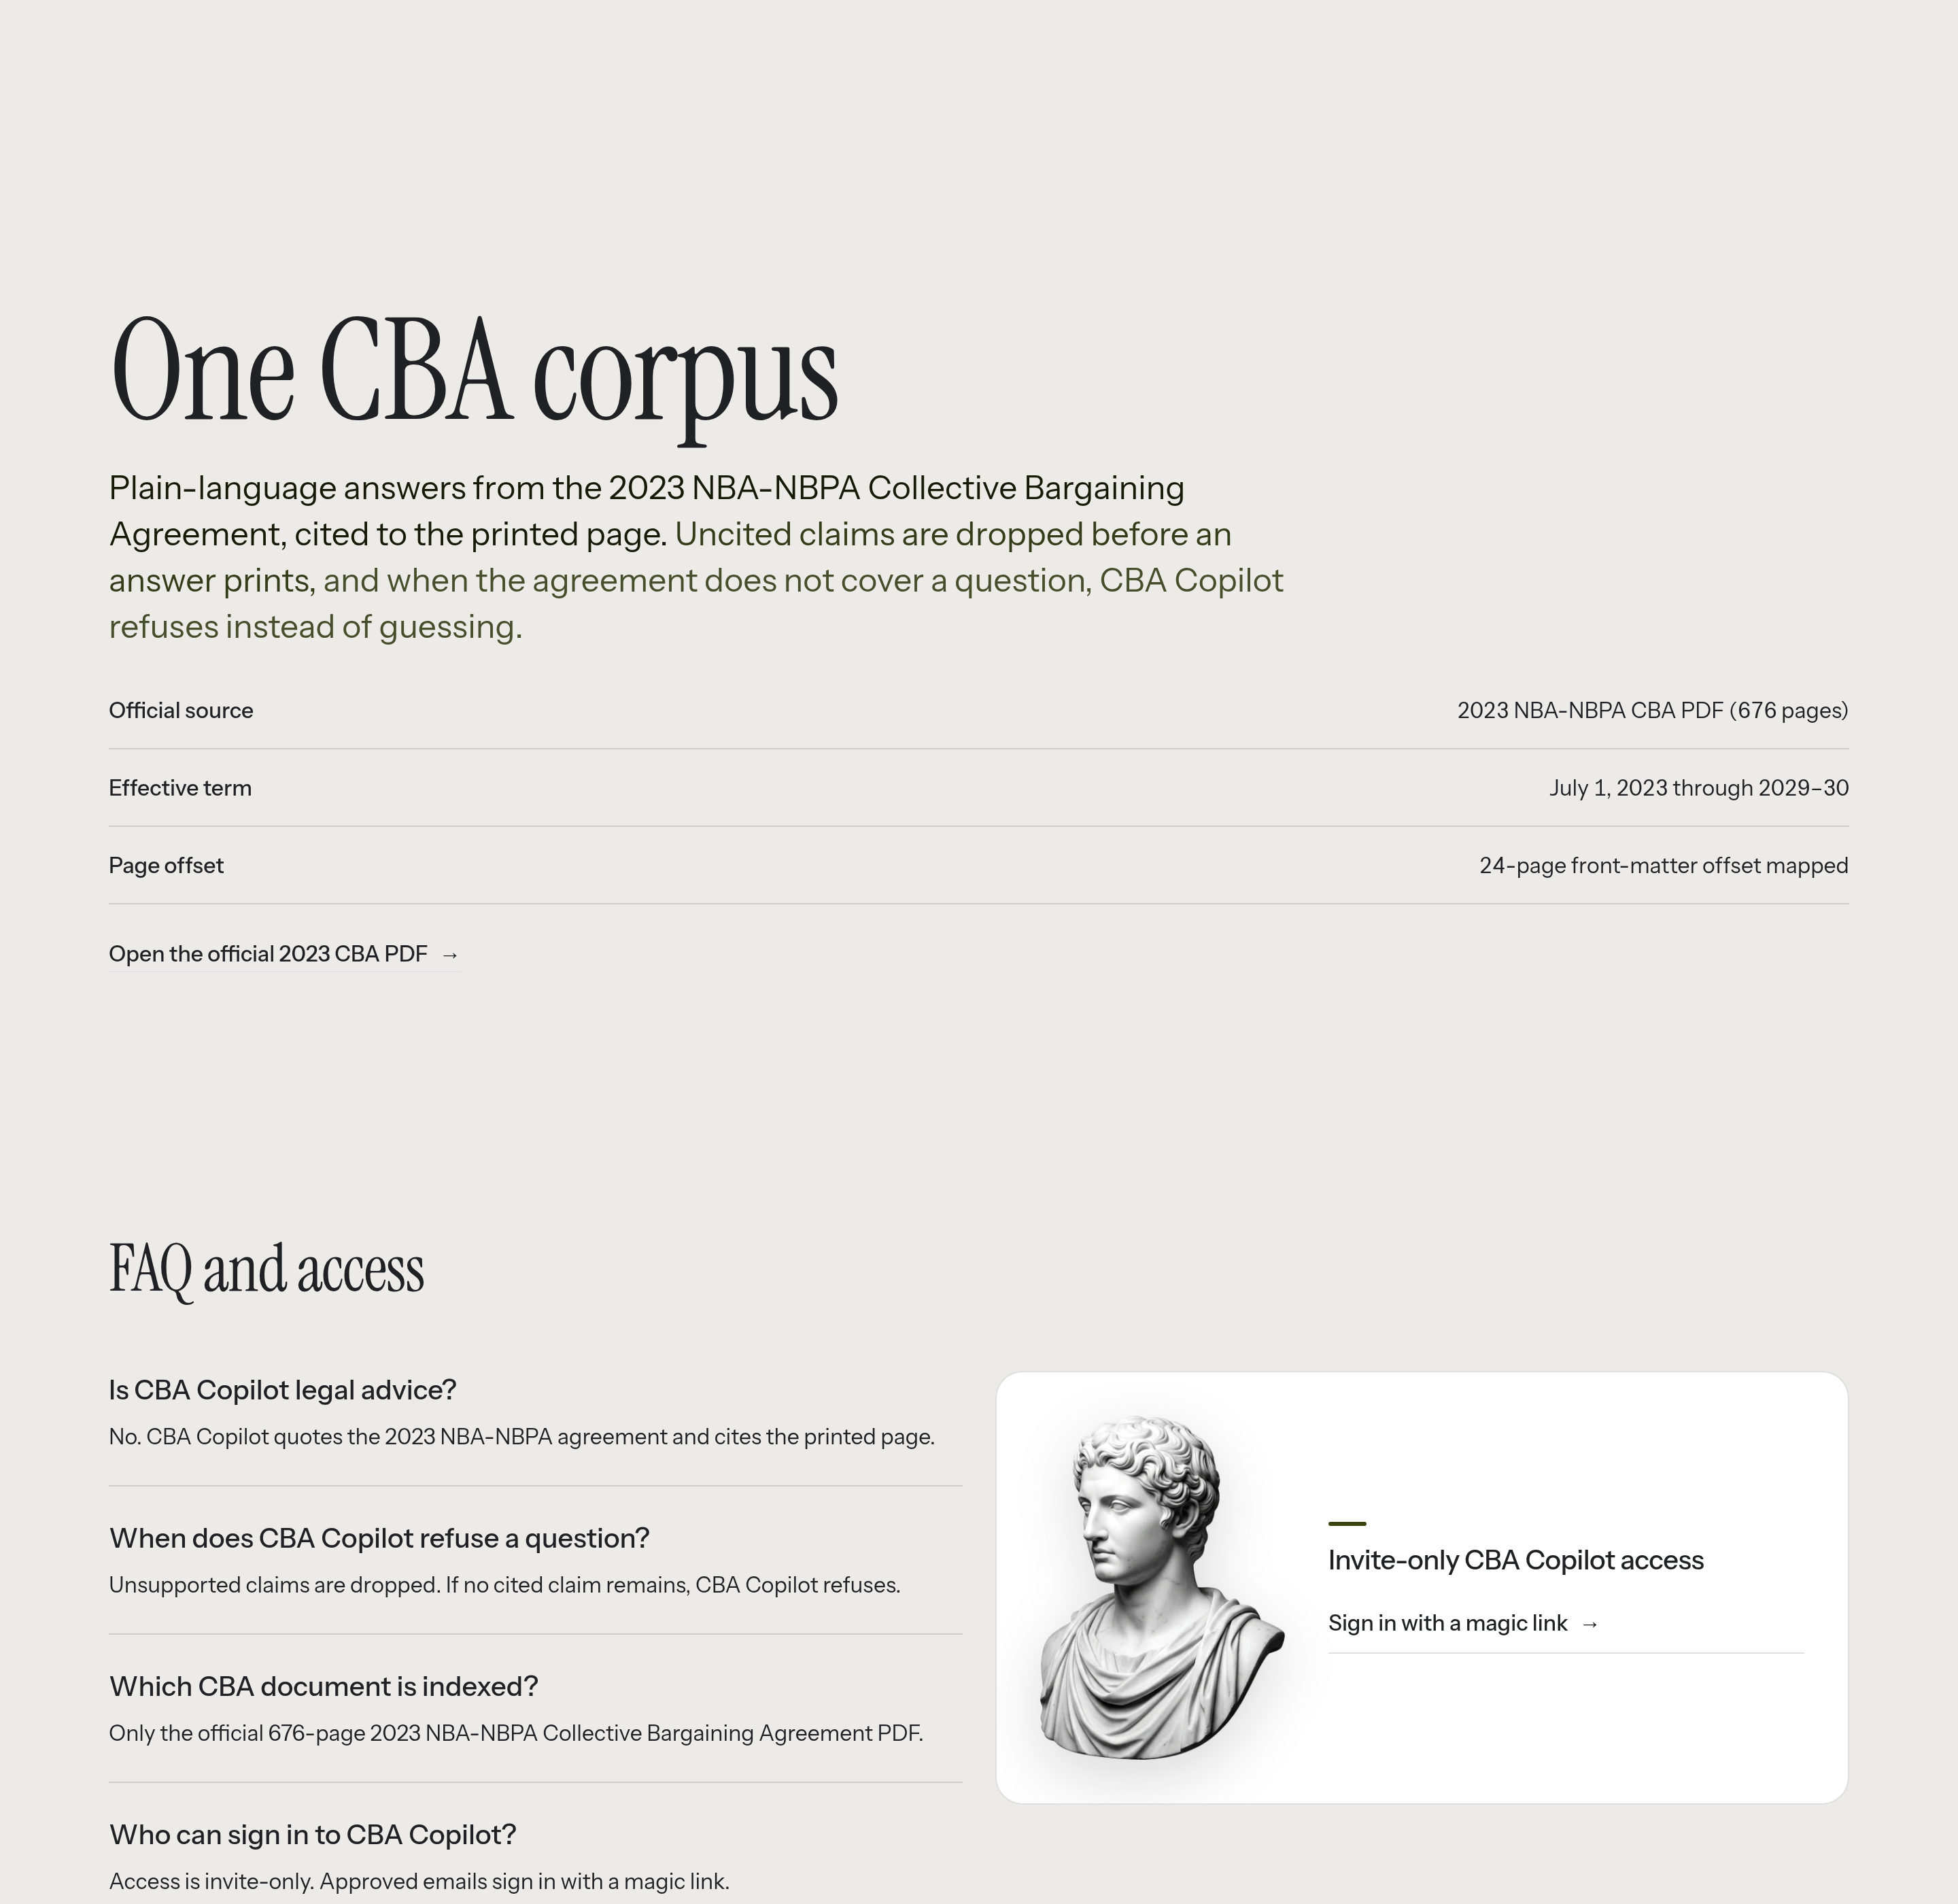 One CBA corpus
Plain-language answers from the 2023 NBA-NBPA Collective Bargaining
Agreement, cited to the printed page. Uncited claims are dropped before an
answer prints, and when the agreement does not cover a question, CBA Copilot
refuses instead of guessing.
Official source
2023 NBA-NBPA CBA PDF (676 pages)
Effective term
July 1, 2023 through 2029–30
Page offset
24-page front-matter offset mapped
Open the official 2023 CBA PDF →
FAQ and access
Is CBA Copilot legal advice?
No. CBA Copilot quotes the 2023 NBA-NBPA agreement and cites the printed page.
When does CBA Copilot refuse a question?
Unsupported claims are dropped. If no cited claim remains, CBA Copilot refuses.
Which CBA document is indexed?
Only the official 676-page 2023 NBA-NBPA Collective Bargaining Agreement PDF.
Who can sign in to CBA Copilot?
Access is invite-only. Approved emails sign in with a magic link.
Invite-only CBA Copilot access
Sign in with a magic link →